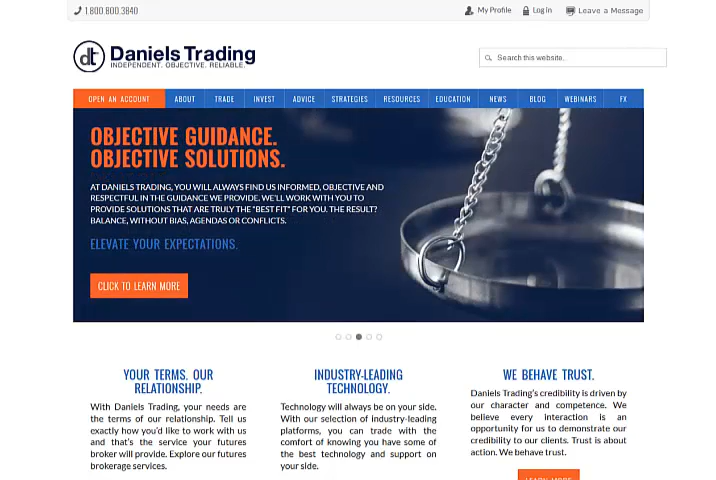 1.800.800.3840
My Profile
Log in
Leave a Message
dt Daniels Trading
INDEPENDENT. OBJECTIVE. RELIABLE.
Search this website..
OPEN AN ACCOUNT ABOUT TRADE INVEST ADVICE STRATEGIES RESOURCES EDUCATION NEWS BLOG WEBINARS FX
OBJECTIVE GUIDANCE.
OBJECTIVE SOLUTIONS.
AT DANIELS TRADING, YOU WILL ALWAYS FIND US INFORMED, OBJECTIVE AND
RESPECTFUL IN THE GUIDANCE WE PROVIDE. WE'LL WORK WITH YOU TO
PROVIDE SOLUTIONS THAT ARE TRULY THE "BEST FIT" FOR YOU. THE RESULT?
BALANCE, WITHOUT BIAS, AGENDAS OR CONFLICTS.
ELEVATE YOUR EXPECTATIONS.
CLICK TO LEARN MORE
YOUR TERMS. OUR
RELATIONSHIP.
With Daniels Trading, your needs are
the terms of our relationship. Tell us
exactly how you'd like to work with us
and that's the service your futures
broker will provide. Explore our futures
brokerage services.
INDUSTRY-LEADING
TECHNOLOGY.
Technology will always be on your side.
With our selection of industry-leading
platforms, you can trade with the
comfort of knowing you have some of
the best technology and support on
your side.
WE BEHAVE TRUST.
Daniels Trading's credibility is driven by
our character and competence. We
believe every interaction is an
opportunity for us to demonstrate our
credibility to our clients. Trust is about
action. We behave trust.
LEARN MORE